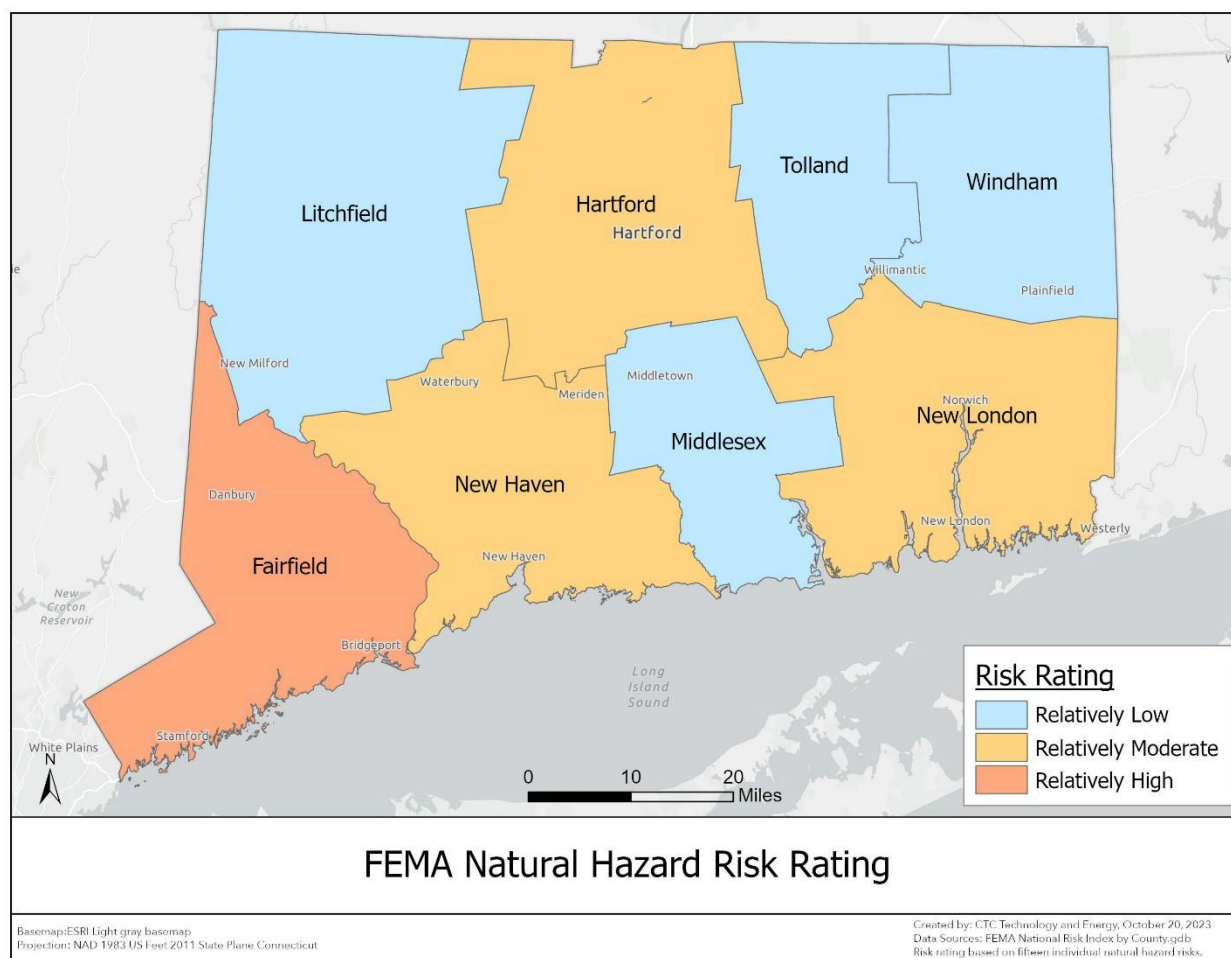 Litchfield
Hartford
Hartford
Tolland
Windham
Willimantic
Plainfield
New Milford
Waterbury
Meriden
Middletown
Norwich
New London
Middlesex
New Haven
Danbury
New London
Westerly
New Haven
Fairfield
New
Croton
Reservoir
Bridgeport
Long
Island
Sound
Stamford
White Plains
N
0 10 20
Miles
Risk Rating
Relatively Low
Relatively Moderate
Relatively High
FEMA Natural Hazard Risk Rating
Basemap:ESRI Light gray basemap
Projection: NAD 1983 US Feet 2011 State Plane Connecticut
Created by: CTC Technology and Energy, October 20, 2023
Data Sources: FEMA National Risk Index by County.gdb
Risk rating based on fifteen individual natural hazard risks.